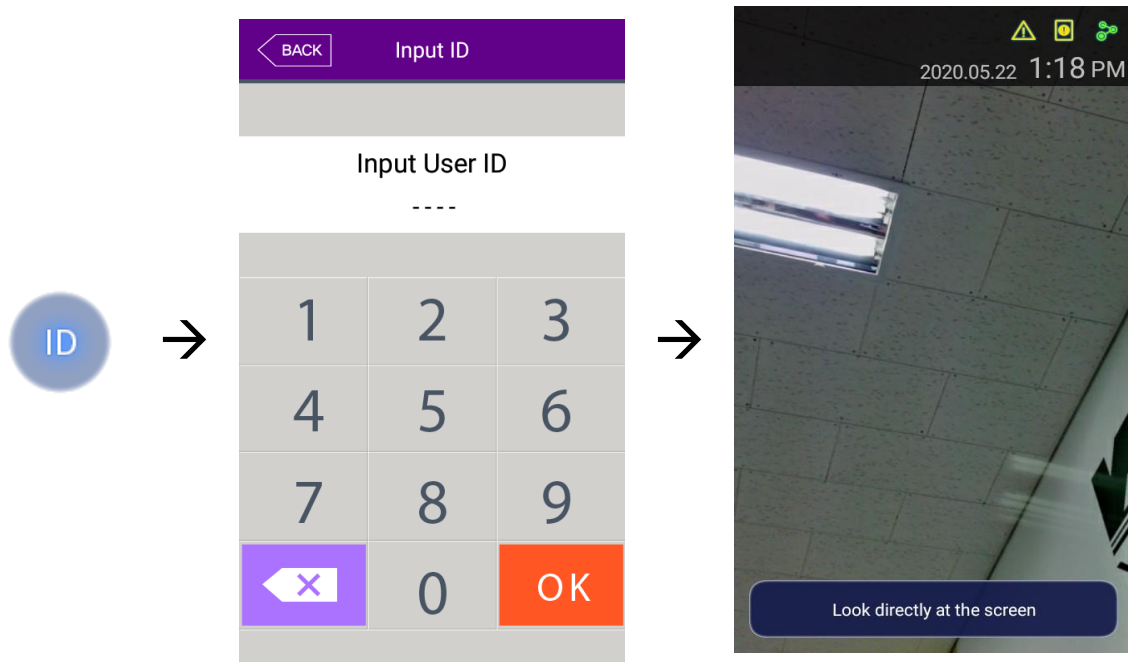 ID
BACK
Input ID
Input User ID
----
1 2 3
4 5 6
7 8 9
0 OK
2020.05.22 1:18 PM
Look directly at the screen